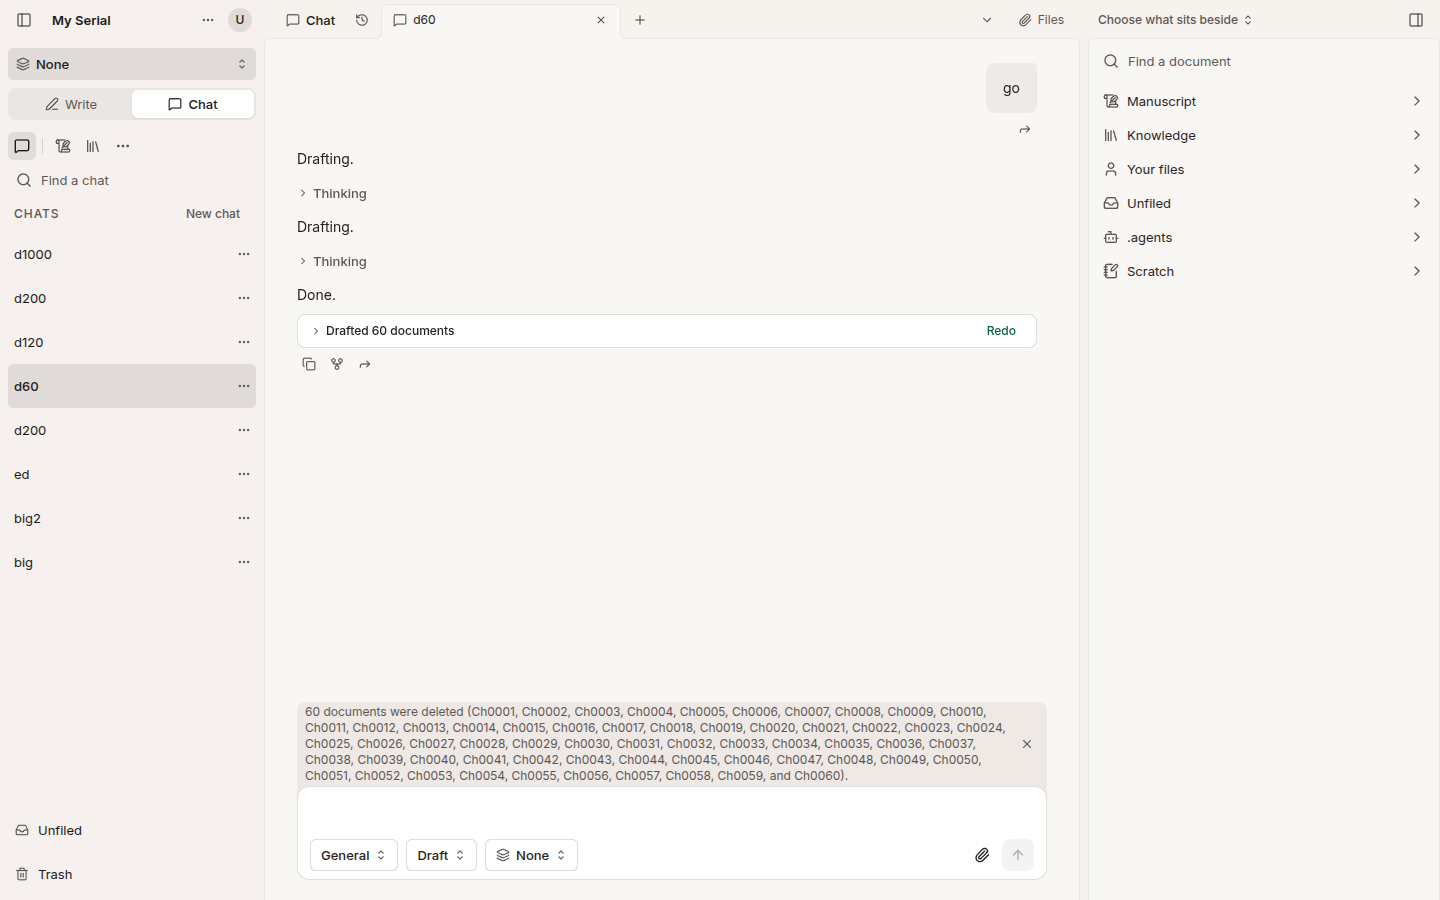 My Serial
U
None
Write
Chat
Find a chat
CHATS
New chat
d1000
d200
d120
d60
d200
ed
big2
big
Unfiled
Trash
Chat
d60
Files
go
Drafting.
Thinking
Drafting.
Thinking
Done.
Drafted 60 documents
Redo
60 documents were deleted (Ch0001, Ch0002, Ch0003, Ch0004, Ch0005, Ch0006, Ch0007, Ch0008, Ch0009, Ch0010,
Ch0011, Ch0012, Ch0013, Ch0014, Ch0015, Ch0016, Ch0017, Ch0018, Ch0019, Ch0020, Ch0021, Ch0022, Ch0023, Ch0024,
Ch0025, Ch0026, Ch0027, Ch0028, Ch0029, Ch0030, Ch0031, Ch0032, Ch0033, Ch0034, Ch0035, Ch0036, Ch0037,
Ch0038, Ch0039, Ch0040, Ch0041, Ch0042, Ch0043, Ch0044, Ch0045, Ch0046, Ch0047, Ch0048, Ch0049, Ch0050,
Ch0051, Ch0052, Ch0053, Ch0054, Ch0055, Ch0056, Ch0057, Ch0058, Ch0059, and Ch0060).
General
Draft
None
Choose what sits beside
Find a document
Manuscript
Knowledge
Your files
Unfiled
.agents
Scratch